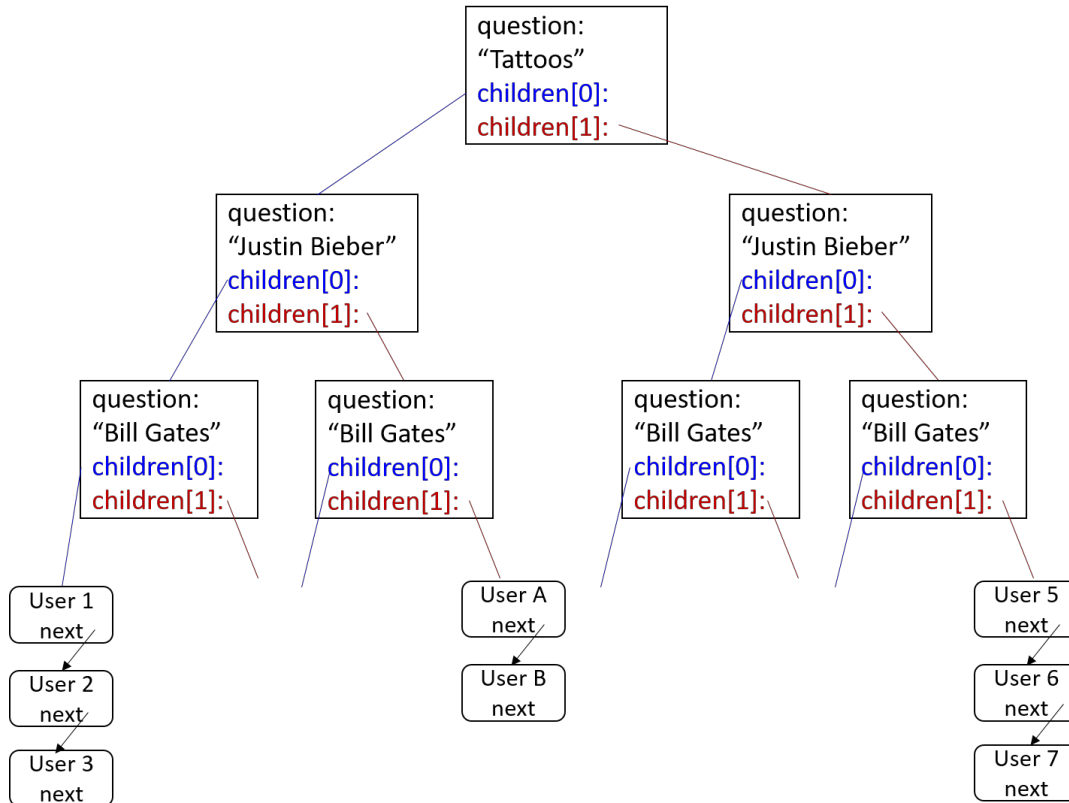 question:
“Tattoos”
children[0]:
children[1]:
question:
“Justin Bieber”
children[0]:
children[1]:
question:
“Justin Bieber”
children[0]:
children[1]:
question:
“Bill Gates”
children[0]:
children[1]:
question:
“Bill Gates”
children[0]:
children[1]:
question:
“Bill Gates”
children[0]:
children[1]:
question:
“Bill Gates”
children[0]:
children[1]:
User 1
next
User 2
next
User 3
next
User A
next
User B
next
User 5
next
User 6
next
User 7
next